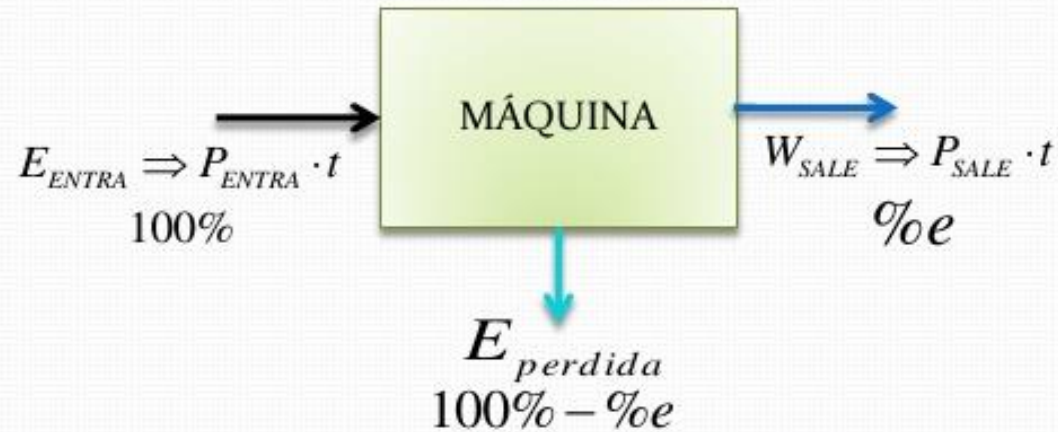 MÁQUINA
E_ENTRA ⇒ P_ENTRA · t
100%
W_SALE ⇒ P_SALE · t
%e
E_perdida
100% – %e